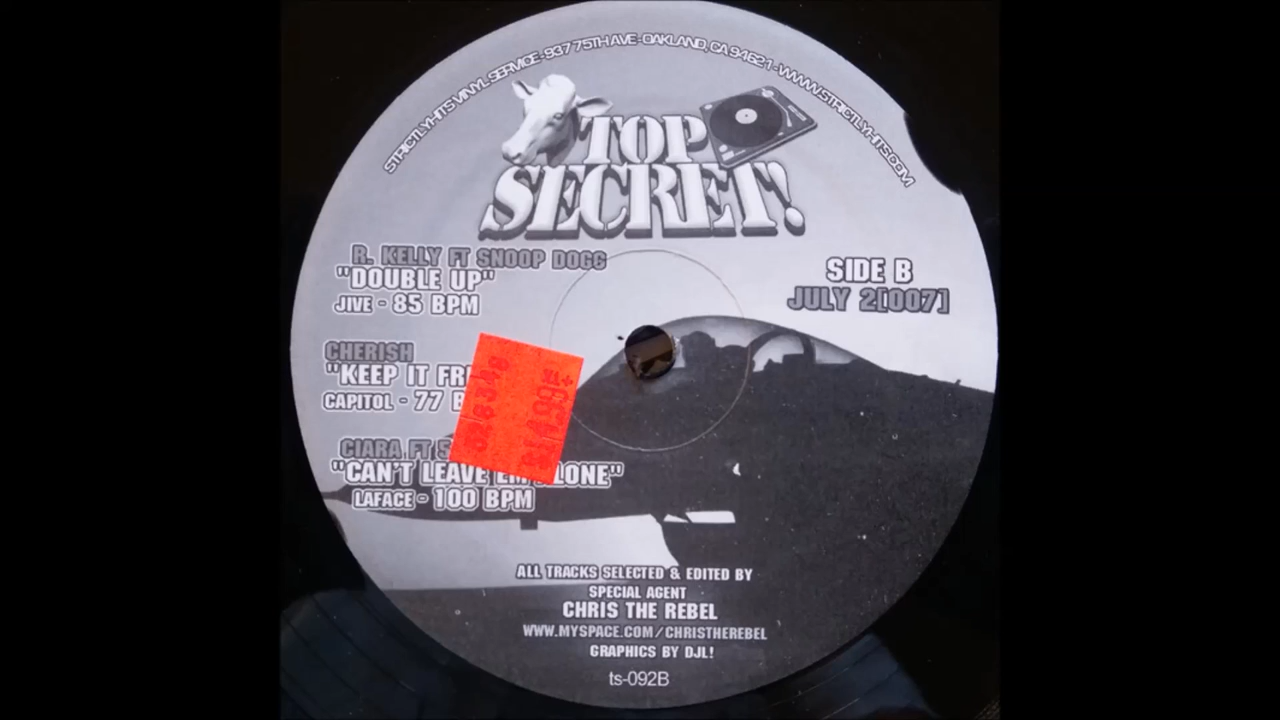 STRICTLYHITS VINYL SERVICE - 937 75TH AVE - OAKLAND, CA 94621 - WWW.STRICTLYHITS.COM
TOP
SECRET!
R. KELLY FT SNOOP DOGG
"DOUBLE UP"
JIVE - 85 BPM
SIDE B
JULY 2[007]
CHERISH
"KEEP IT
CAPITOL - 77
CIARA FT
"CAN'T LEAVE
LAFACE - 100 BPM
ALL TRACKS SELECTED & EDITED BY
SPECIAL AGENT
CHRIS THE REBEL
WWW.MYSPACE.COM/CHRISTHEREBEL
GRAPHICS BY DJL!
ts-092B